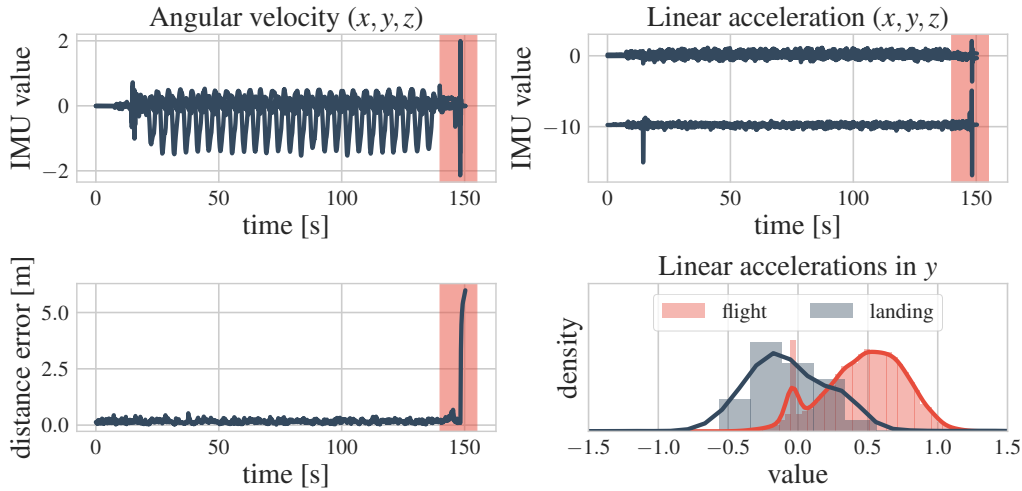 Angular velocity (x, y, z)
IMU value
2
0
−2
0
50
100
150
time [s]
Linear acceleration (x, y, z)
IMU value
0
−10
0
50
100
150
time [s]
distance error [m]
5.0
2.5
0.0
0
50
100
150
time [s]
Linear accelerations in y
flight
landing
density
−1.5
−1.0
−0.5
0.0
0.5
1.0
1.5
value